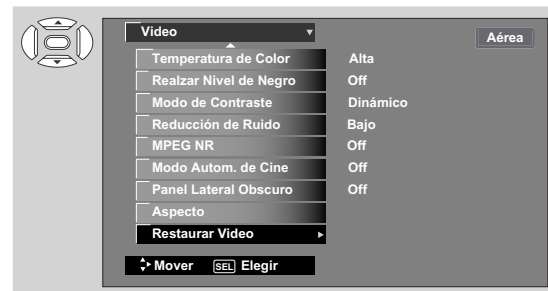 Video
Aérea
Temperatura de Color Alta
Realzar Nivel de Negro Off
Modo de Contraste Dinámico
Reducción de Ruido Bajo
MPEG NR Off
Modo Autom. de Cine Off
Panel Lateral Obscuro Off
Aspecto
Restaurar Video
Mover SEL Elegir